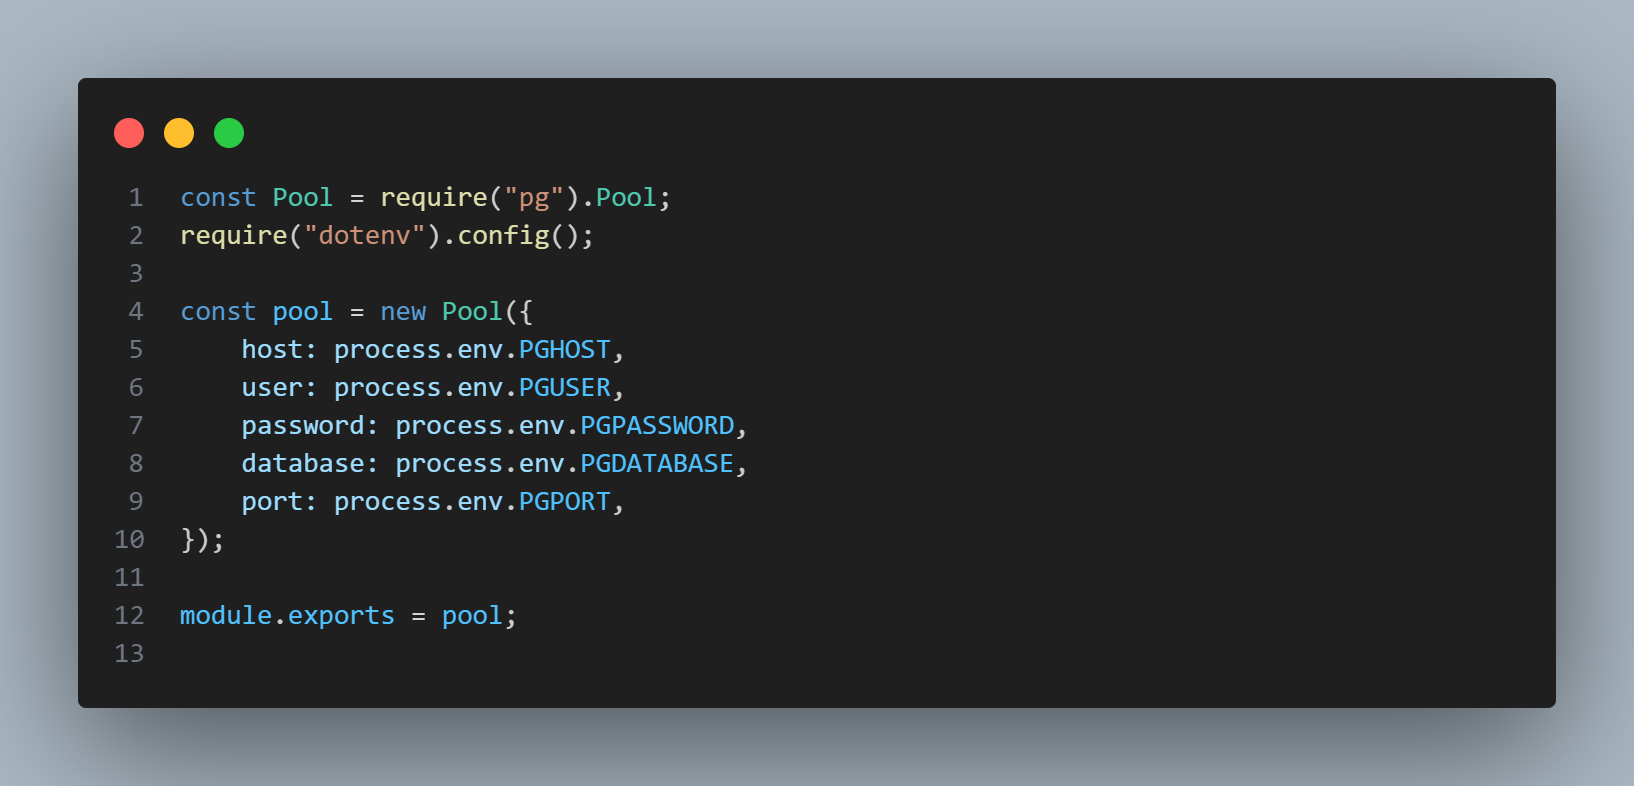 1 const Pool = require("pg").Pool;
2 require("dotenv").config();
3
4 const pool = new Pool({
5     host: process.env.PGHOST,
6     user: process.env.PGUSER,
7     password: process.env.PGPASSWORD,
8     database: process.env.PGDATABASE,
9     port: process.env.PGPORT,
10 });
11
12 module.exports = pool;
13